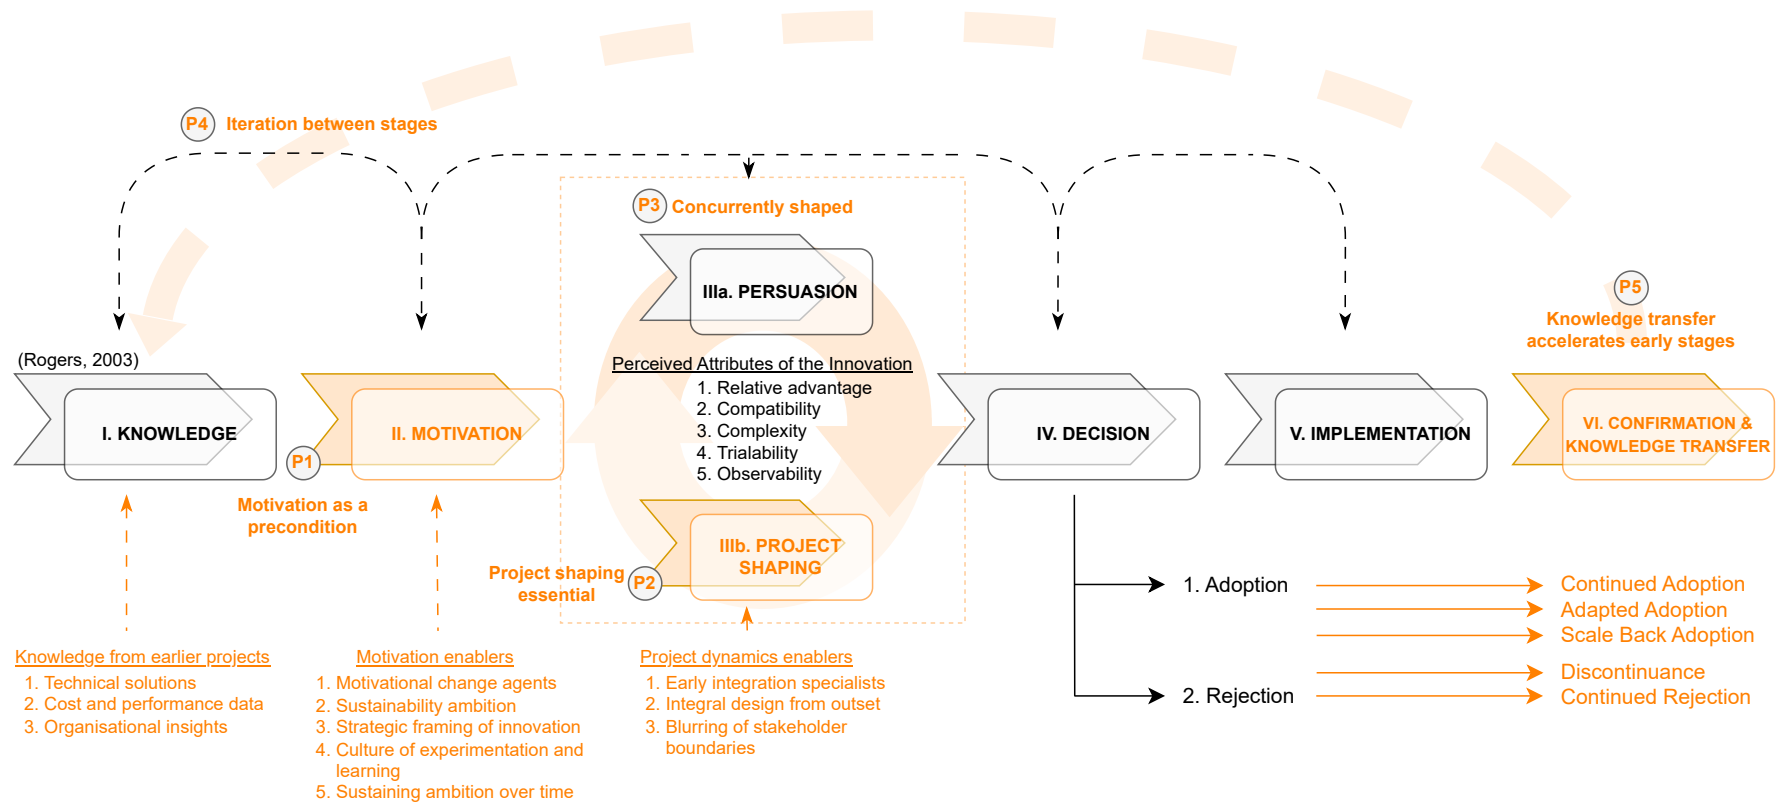 P4 Iteration between stages
P3 Concurrently shaped
IIIa. PERSUASION
P5
Knowledge transfer
accelerates early stages
(Rogers, 2003)
I. KNOWLEDGE
II. MOTIVATION
Perceived Attributes of the Innovation
1. Relative advantage
2. Compatibility
3. Complexity
4. Trialability
5. Observability
IV. DECISION
V. IMPLEMENTATION
VI. CONFIRMATION &
KNOWLEDGE TRANSFER
P1
Motivation as a
precondition
IIIb. PROJECT
SHAPING
Project shaping
essential
P2
Knowledge from earlier projects
1. Technical solutions
2. Cost and performance data
3. Organisational insights
Motivation enablers
1. Motivational change agents
2. Sustainability ambition
3. Strategic framing of innovation
4. Culture of experimentation and
learning
5. Sustaining ambition over time
Project dynamics enablers
1. Early integration specialists
2. Integral design from outset
3. Blurring of stakeholder
boundaries
1. Adoption
Continued Adoption
Adapted Adoption
Scale Back Adoption
2. Rejection
Discontinuance
Continued Rejection